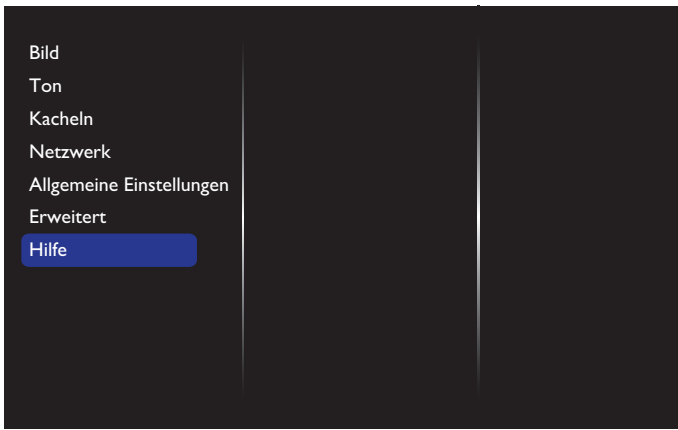 Bild
Ton
Kacheln
Netzwerk
Allgemeine Einstellungen
Erweitert
Hilfe